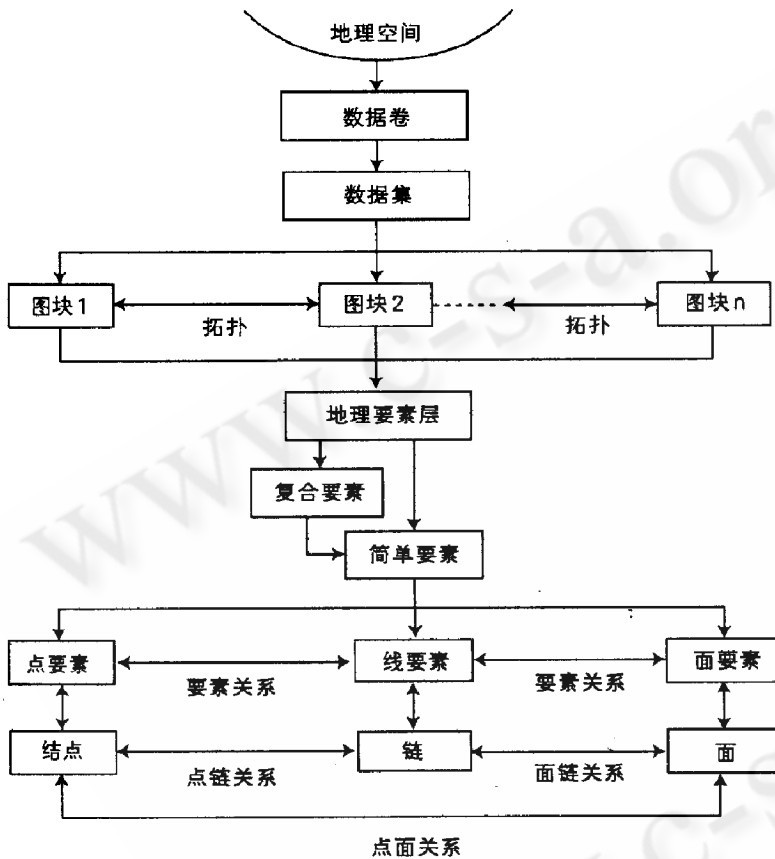 地理空间
数据卷
数据集
图块1
图块2
图块n
拓扑
拓扑
地理要素层
复合要素
简单要素
点要素
线要素
面要素
要素关系
要素关系
结点
链
面
点链关系
面链关系
点面关系
www.c-s-a.or
c-s-